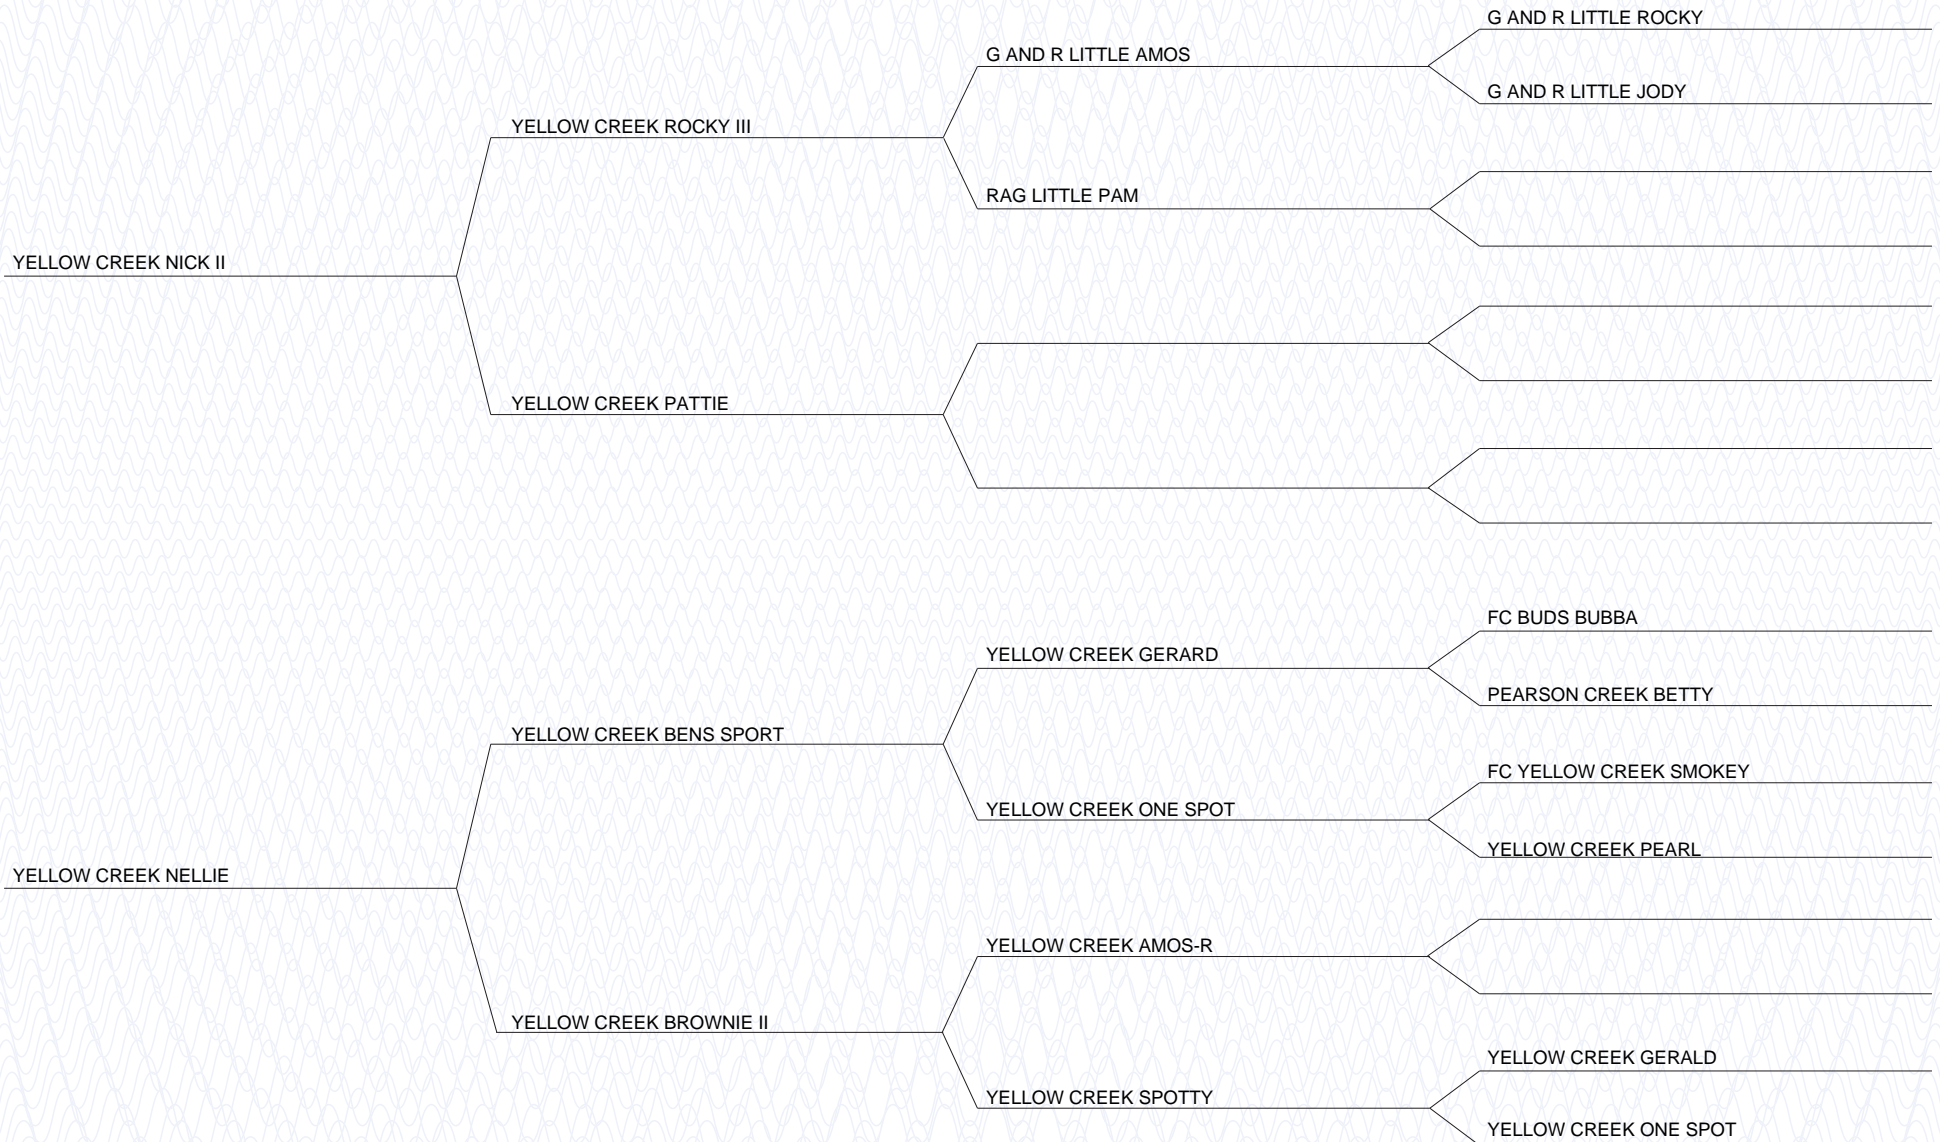 G AND R LITTLE ROCKY
G AND R LITTLE AMOS
G AND R LITTLE JODY
YELLOW CREEK ROCKY III
RAG LITTLE PAM
YELLOW CREEK NICK II
YELLOW CREEK PATTIE
FC BUDS BUBBA
YELLOW CREEK GERARD
PEARSON CREEK BETTY
YELLOW CREEK BENS SPORT
FC YELLOW CREEK SMOKEY
YELLOW CREEK ONE SPOT
YELLOW CREEK PEARL
YELLOW CREEK NELLIE
YELLOW CREEK AMOS-R
YELLOW CREEK BROWNIE II
YELLOW CREEK GERALD
YELLOW CREEK SPOTTY
YELLOW CREEK ONE SPOT